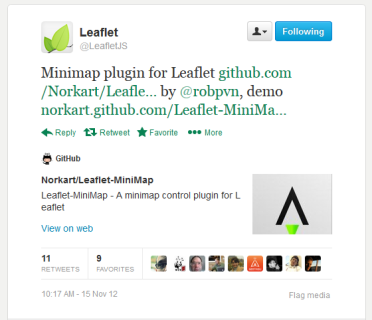 Leaflet
@LeafletJS
Following
Minimap plugin for Leaflet github.com
/Norkart/Leafle... by @robpvn, demo
norkart.github.com/Leaflet-MiniMa...
Reply Retweet Favorite More
GitHub
Norkart/Leaflet-MiniMap
Leaflet-MiniMap - A minimap control plugin for L
eaflet
View on web
11 9
RETWEETS FAVORITES
10:17 AM - 15 Nov 12
Flag media